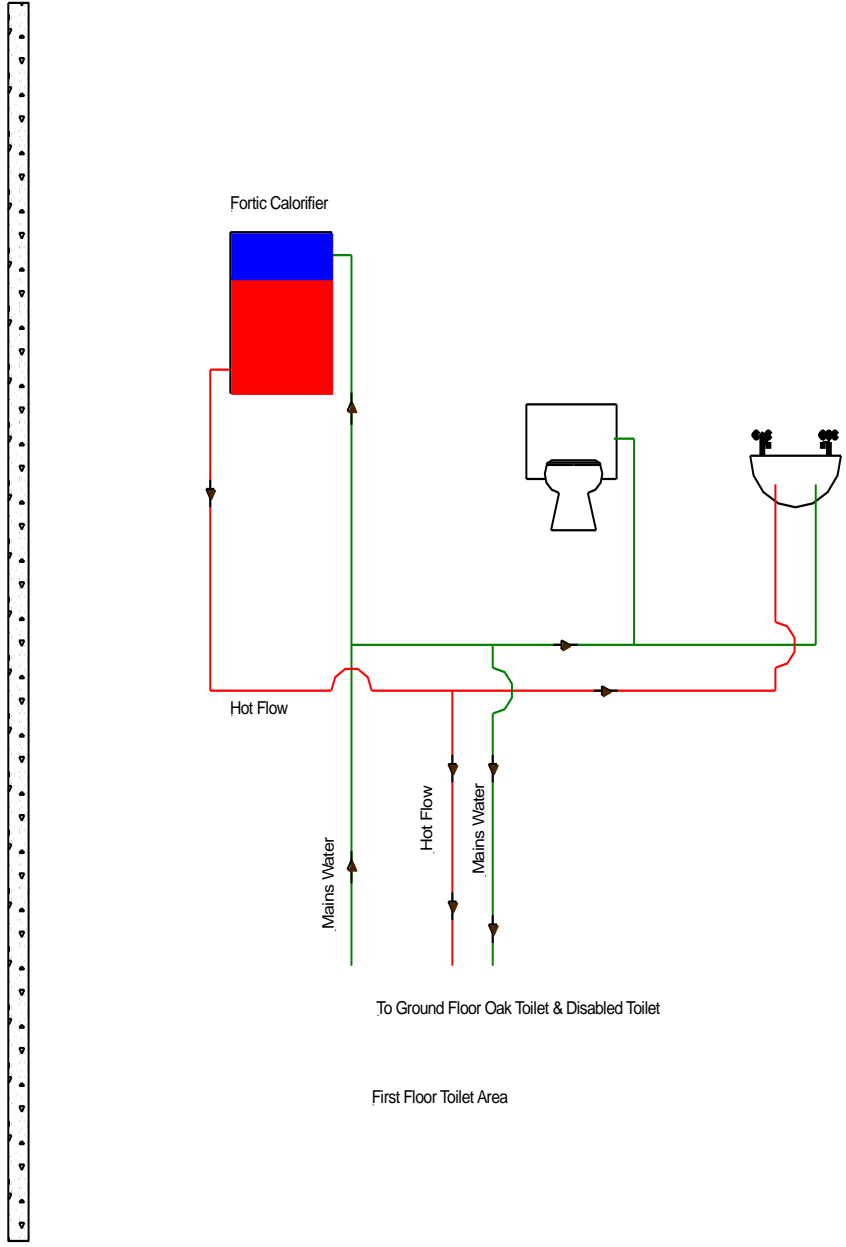 Fortic Calorifier
Hot Flow
Mains Water
Hot Flow
Mains Water
To Ground Floor Oak Toilet & Disabled Toilet
First Floor Toilet Area